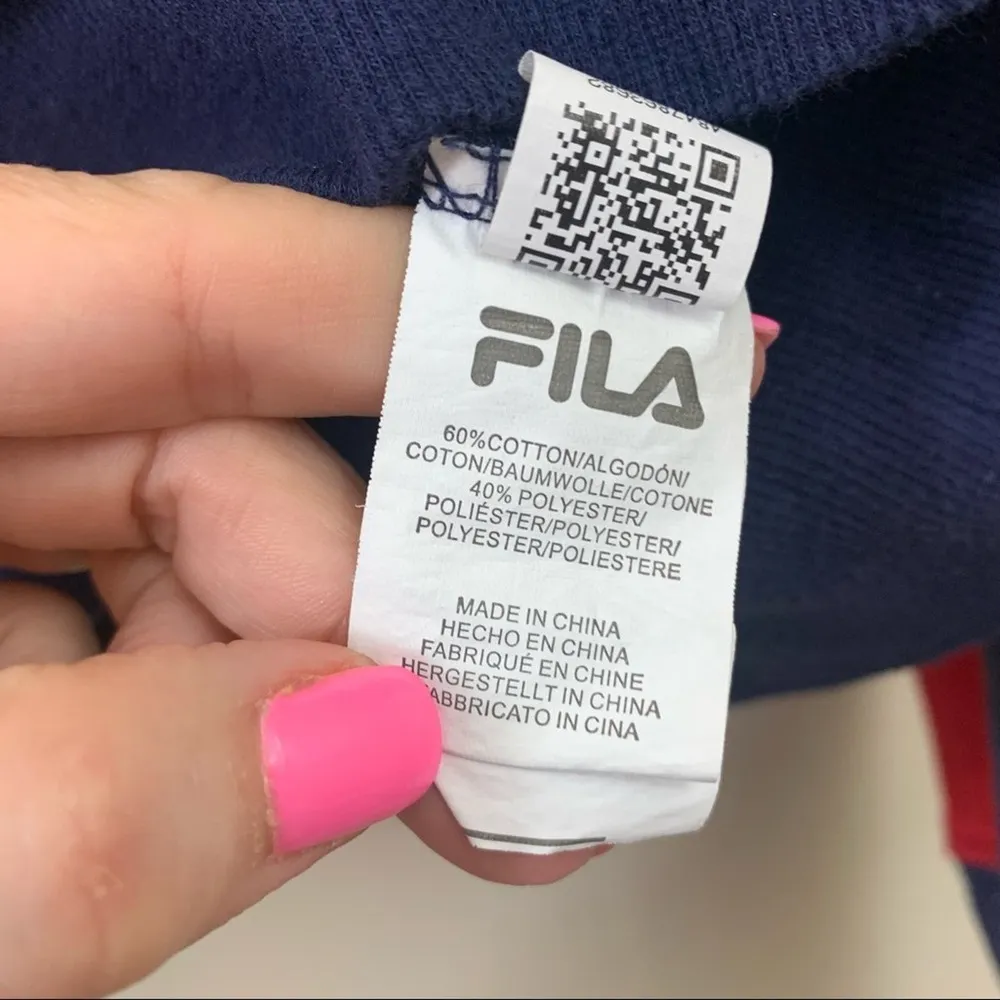 FILA
60%COTTON/ALGODÓN/
COTON/BAUMWOLLE/COTONE
40% POLYESTER/
POLIÉSTER/POLYESTER/
POLYESTER/POLIESTERE
MADE IN CHINA
HECHO EN CHINA
FABRIQUÉ EN CHINE
HERGESTELLT IN CHINA
ABBRICATO IN CINA